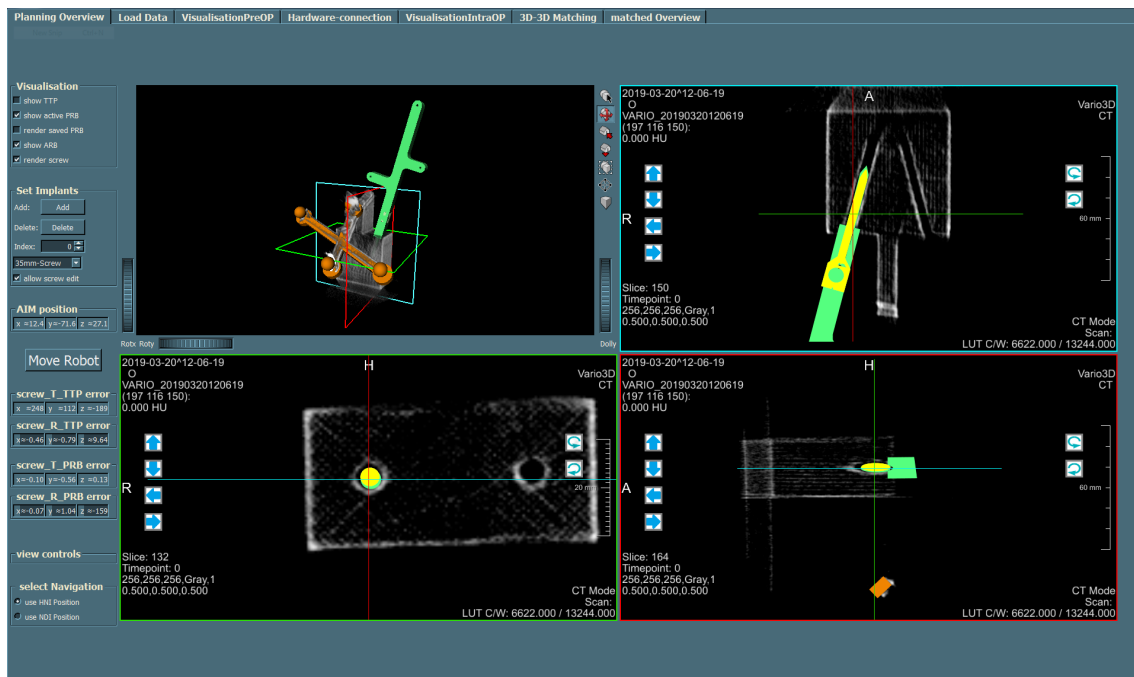 Planning Overview Load Data VisualisationPreOP Hardware-connection VisualisationIntraOP 3D-3D Matching matched Overview
Visualisation
show TTP
show active PRB
render saved PRB
show ARB
render screw
Set Implants
Add: Add
Delete: Delete
Index: 0
35mm-Screw
allow screw edit
AIM position
x =12.4 y=-71.6 z =27.1
Move Robot
screw_T_TTP error
x =248 y =112 z =-189
screw_R_TTP error
x=-0.46 y=-0.79 z =9.64
screw_T_PRB error
x=-0.10 y=-0.56 z =0.13
screw_R_PRB error
x=-0.07 y =1.04 z =-159
view controls
select Navigation
use HNI Position
use NDI Position
Rotx Roty Dolly
2019-03-20^12-06-19
O
VARIO_20190320120619
(197 116 150):
0.000 HU
A
Vario3D
CT
R
60 mm
Slice: 150
Timepoint: 0
256,256,256,Gray,1
0.500,0.500,0.500
CT Mode
Scan:
LUT C/W: 6622.000 / 13244.000
2019-03-20^12-06-19
O
VARIO_20190320120619
(197 116 150):
0.000 HU
H
Vario3D
CT
R
20 mm
Slice: 132
Timepoint: 0
256,256,256,Gray,1
0.500,0.500,0.500
CT Mode
Scan:
LUT C/W: 6622.000 / 13244.000
2019-03-20^12-06-19
O
VARIO_20190320120619
(197 116 150):
0.000 HU
H
Vario3D
CT
A
60 mm
Slice: 164
Timepoint: 0
256,256,256,Gray,1
0.500,0.500,0.500
CT Mode
Scan:
LUT C/W: 6622.000 / 13244.000